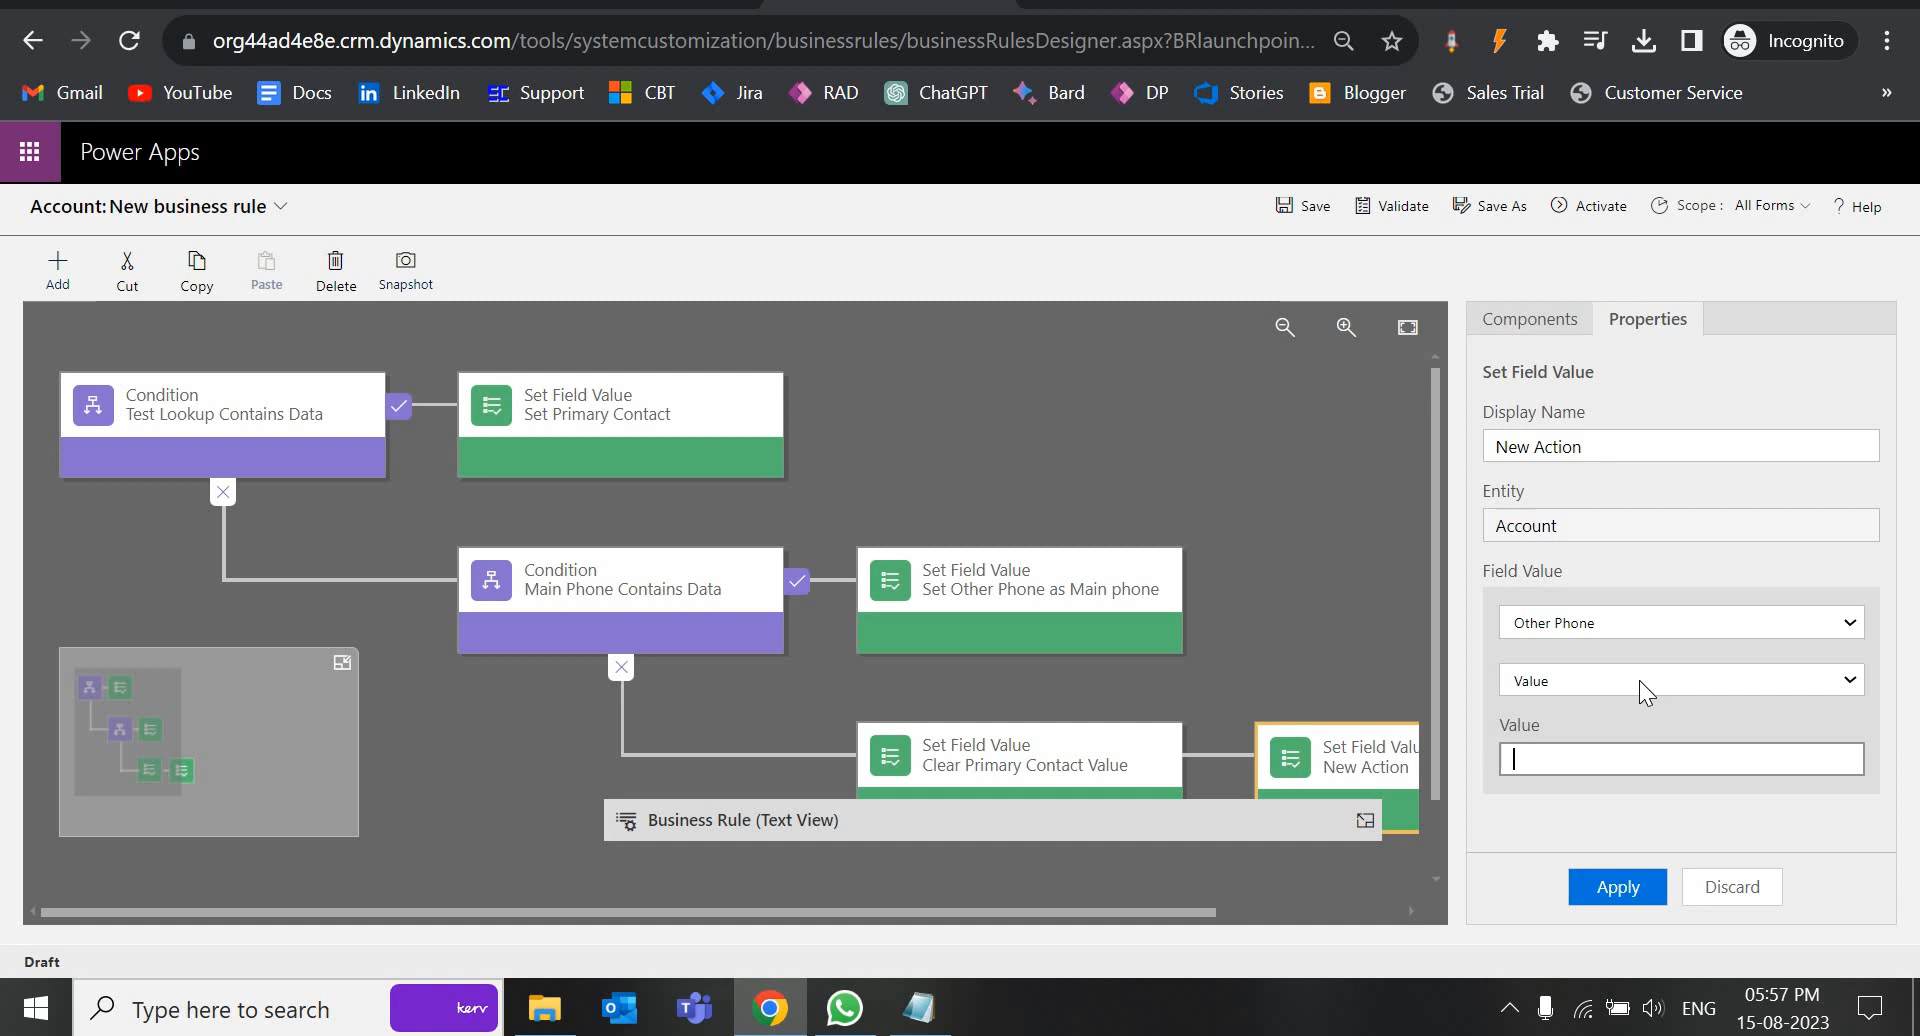 org44ad4e8e.crm.dynamics.com/tools/systemcustomization/businessrules/businessRulesDesigner.aspx?BRlaunchpoin...
Incognito
Gmail YouTube Docs LinkedIn Support CBT Jira RAD ChatGPT Bard DP Stories Blogger Sales Trial Customer Service »
Power Apps
Account: New business rule
Save Validate Save As Activate Scope : All Forms ? Help
Add Cut Copy Paste Delete Snapshot
Components Properties
Condition
Test Lookup Contains Data
Set Field Value
Set Primary Contact
Condition
Main Phone Contains Data
Set Field Value
Set Other Phone as Main phone
Set Field Value
Clear Primary Contact Value
Set Field Valu
New Action
Business Rule (Text View)
Set Field Value
Display Name
New Action
Entity
Account
Field Value
Other Phone
Value
Value
Apply Discard
Draft
Type here to search
kerv
ENG
05:57 PM
15-08-2023